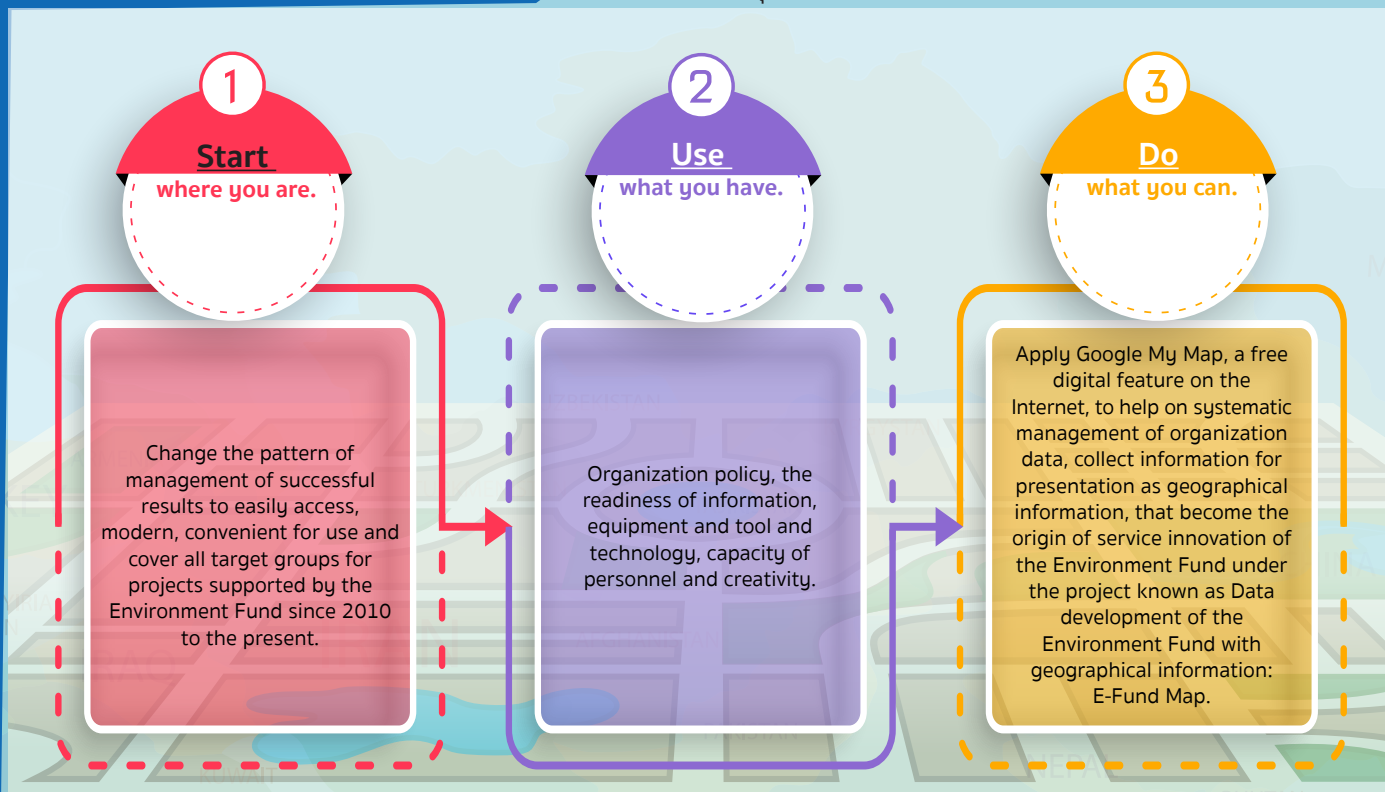 1
Start
where you are.
Change the pattern of
management of successful
results to easily access,
modern, convenient for use and
cover all target groups for
projects supported by the
Environment Fund since 2010
to the present.
2
Use
what you have.
Organization policy, the
readiness of information,
equipment and tool and
technology, capacity of
personnel and creativity.
3
Do
what you can.
Apply Google My Map, a free
digital feature on the
Internet, to help on systematic
management of organization
data, collect information for
presentation as geographical
information, that become the
origin of service innovation of
the Environment Fund under
the project known as Data
development of the
Environment Fund with
geographical information:
E-Fund Map.
KUWAIT
NEPAL